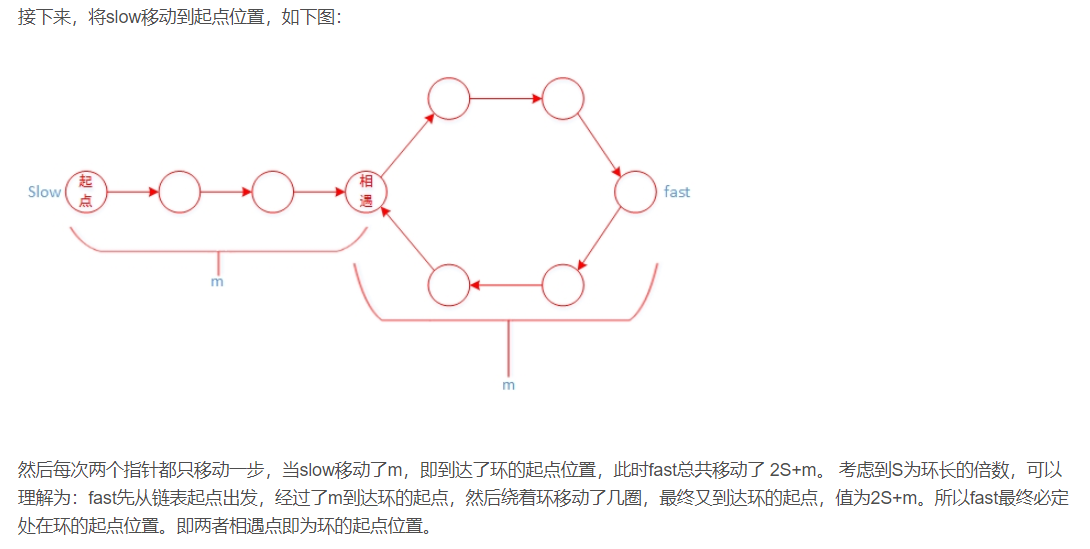 接下来，将slow移动到起点位置，如下图：
Slow
起
点
相
遇
fast
m
m
然后每次两个指针都只移动一步，当slow移动了m，即到达了环的起点位置，此时fast总共移动了 2S+m。 考虑到S为环长的倍数，可以
理解为：fast先从链表起点出发，经过了m到达环的起点，然后绕着环移动了几圈，最终又到达环的起点，值为2S+m。所以fast最终必定
处在环的起点位置。即两者相遇点即为环的起点位置。